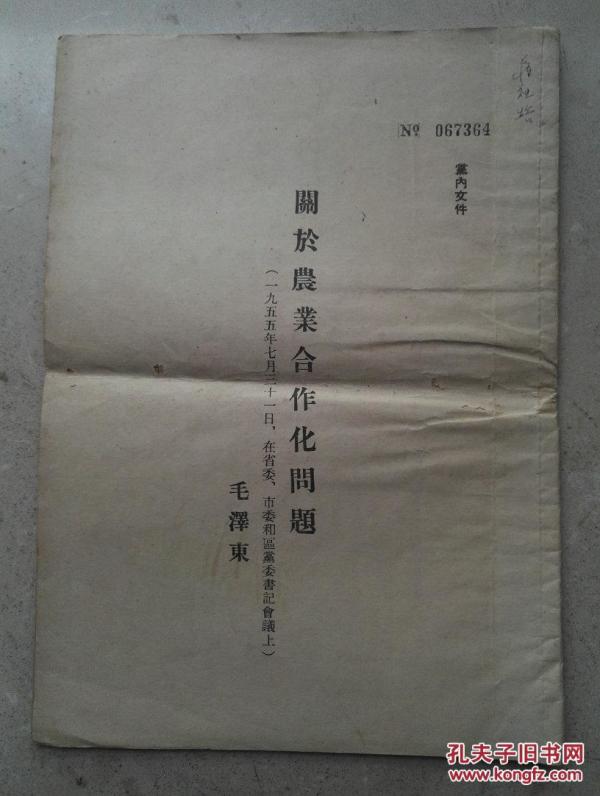 № 067364
黨內文件
關於農業合作化問題
（一九五五年七月三十一日，在省委、市委和區黨委書記會議上）
毛澤東
孔夫子旧书网
www.kongfz.com